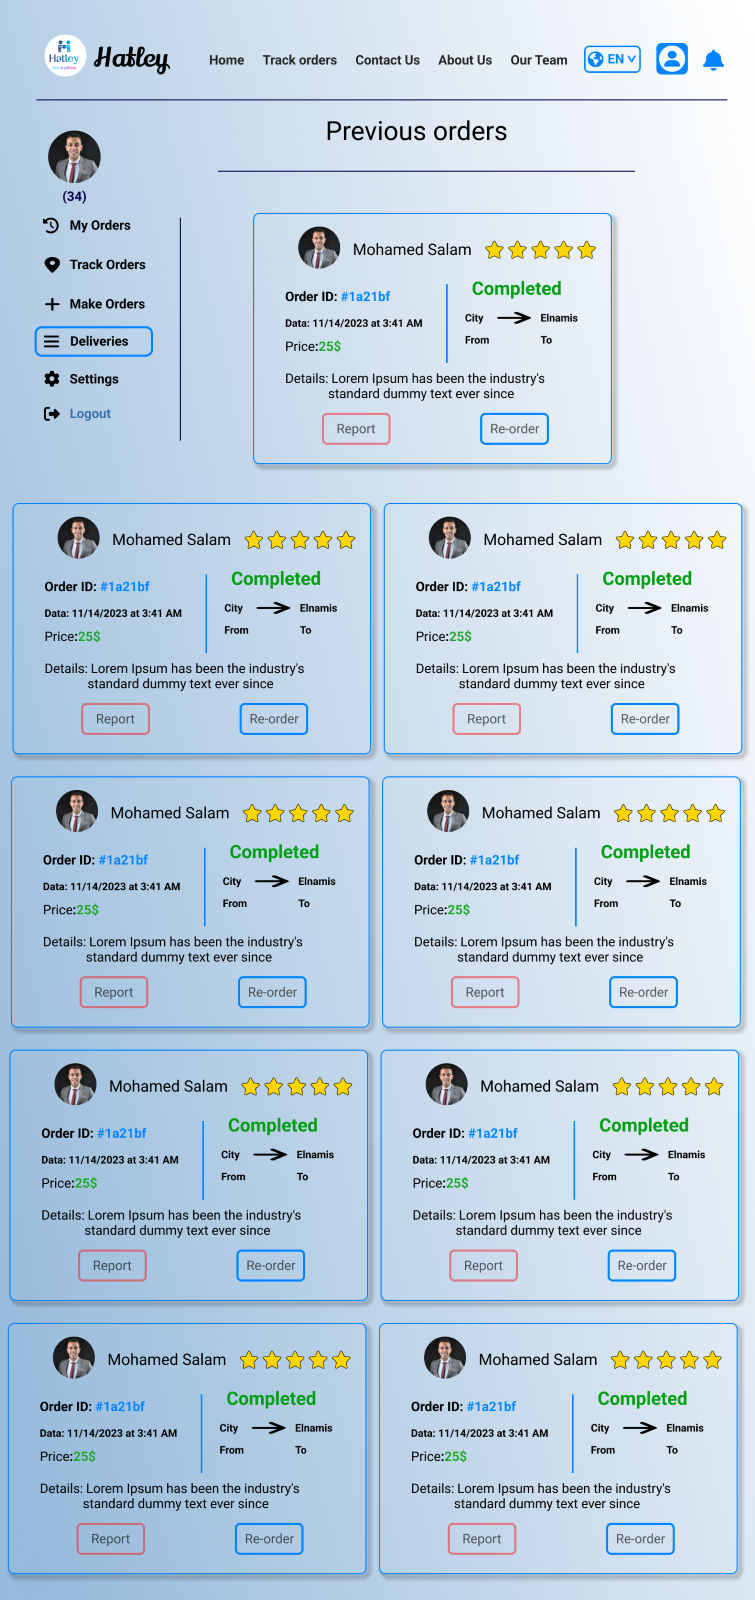 Hatley
Hatley
Home Track orders Contact Us About Us Our Team EN
Previous orders
(34)
My Orders
Track Orders
Make Orders
Deliveries
Settings
Logout
Mohamed Salam
Order ID: #1a21bf
Data: 11/14/2023 at 3:41 AM
Price:25$
Completed
City Elnamis
From To
Details: Lorem Ipsum has been the industry's
standard dummy text ever since
Report Re-order
Mohamed Salam
Order ID: #1a21bf
Data: 11/14/2023 at 3:41 AM
Price:25$
Completed
City Elnamis
From To
Details: Lorem Ipsum has been the industry's
standard dummy text ever since
Report Re-order
Mohamed Salam
Order ID: #1a21bf
Data: 11/14/2023 at 3:41 AM
Price:25$
Completed
City Elnamis
From To
Details: Lorem Ipsum has been the industry's
standard dummy text ever since
Report Re-order
Mohamed Salam
Order ID: #1a21bf
Data: 11/14/2023 at 3:41 AM
Price:25$
Completed
City Elnamis
From To
Details: Lorem Ipsum has been the industry's
standard dummy text ever since
Report Re-order
Mohamed Salam
Order ID: #1a21bf
Data: 11/14/2023 at 3:41 AM
Price:25$
Completed
City Elnamis
From To
Details: Lorem Ipsum has been the industry's
standard dummy text ever since
Report Re-order
Mohamed Salam
Order ID: #1a21bf
Data: 11/14/2023 at 3:41 AM
Price:25$
Completed
City Elnamis
From To
Details: Lorem Ipsum has been the industry's
standard dummy text ever since
Report Re-order
Mohamed Salam
Order ID: #1a21bf
Data: 11/14/2023 at 3:41 AM
Price:25$
Completed
City Elnamis
From To
Details: Lorem Ipsum has been the industry's
standard dummy text ever since
Report Re-order
Mohamed Salam
Order ID: #1a21bf
Data: 11/14/2023 at 3:41 AM
Price:25$
Completed
City Elnamis
From To
Details: Lorem Ipsum has been the industry's
standard dummy text ever since
Report Re-order
Mohamed Salam
Order ID: #1a21bf
Data: 11/14/2023 at 3:41 AM
Price:25$
Completed
City Elnamis
From To
Details: Lorem Ipsum has been the industry's
standard dummy text ever since
Report Re-order